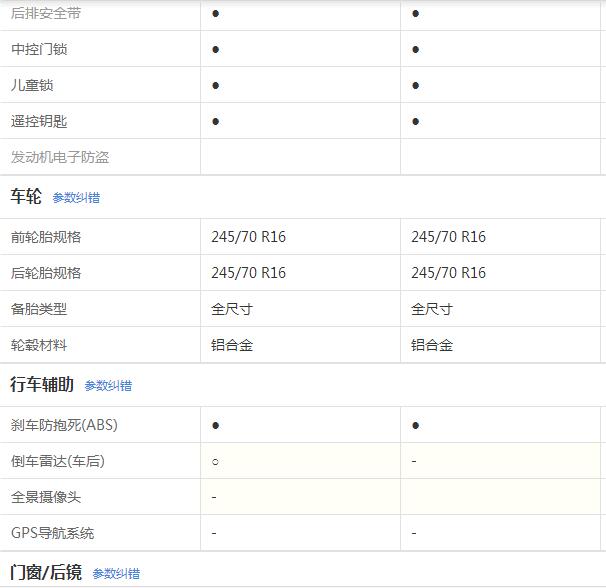 后排安全带 ● ●
中控门锁 ● ●
儿童锁 ● ●
遥控钥匙 ● ●
发动机电子防盗
车轮 参数纠错
前轮胎规格 245/70 R16 245/70 R16
后轮胎规格 245/70 R16 245/70 R16
备胎类型 全尺寸 全尺寸
轮毂材料 铝合金 铝合金
行车辅助 参数纠错
刹车防抱死(ABS) ● ●
倒车雷达(车后) ○ -
全景摄像头 -
GPS导航系统 - -
门窗/后镜 参数纠错